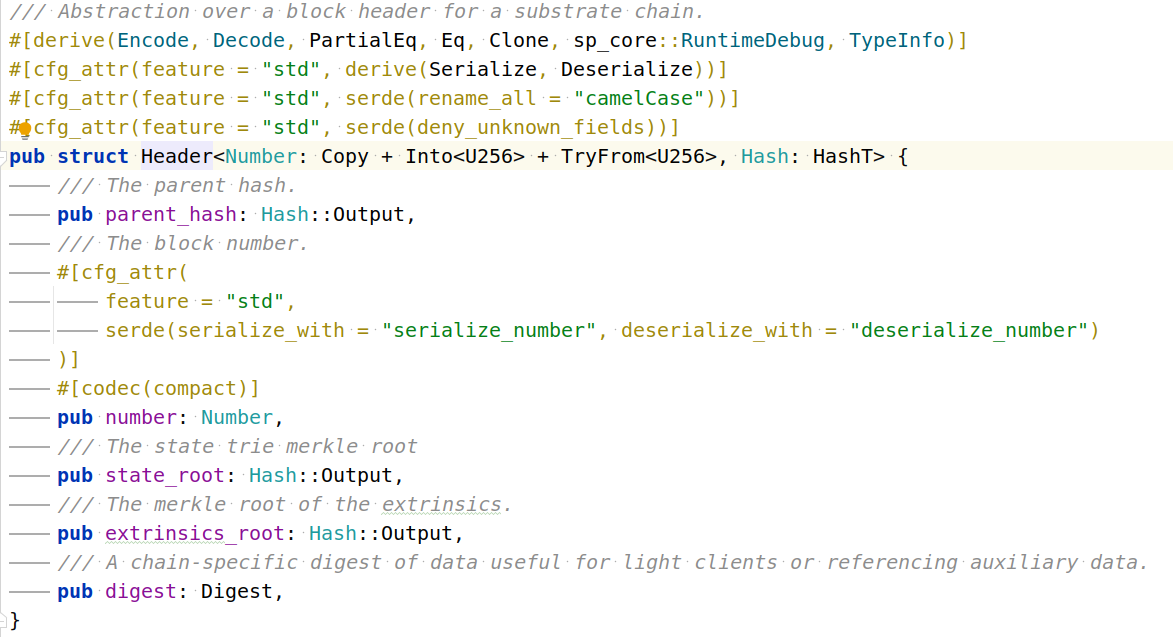 /// Abstraction over a block header for a substrate chain.
#[derive(Encode, Decode, PartialEq, Eq, Clone, sp_core::RuntimeDebug, TypeInfo)]
#[cfg_attr(feature = "std", derive(Serialize, Deserialize))]
#[cfg_attr(feature = "std", serde(rename_all = "camelCase"))]
#[cfg_attr(feature = "std", serde(deny_unknown_fields))]
pub struct Header<Number: Copy + Into<U256> + TryFrom<U256>, Hash: HashT> {
    /// The parent hash.
    pub parent_hash: Hash::Output,
    /// The block number.
    #[cfg_attr(
        feature = "std",
        serde(serialize_with = "serialize_number", deserialize_with = "deserialize_number")
    )]
    #[codec(compact)]
    pub number: Number,
    /// The state trie merkle root
    pub state_root: Hash::Output,
    /// The merkle root of the extrinsics.
    pub extrinsics_root: Hash::Output,
    /// A chain-specific digest of data useful for light clients or referencing auxiliary data.
    pub digest: Digest,
}